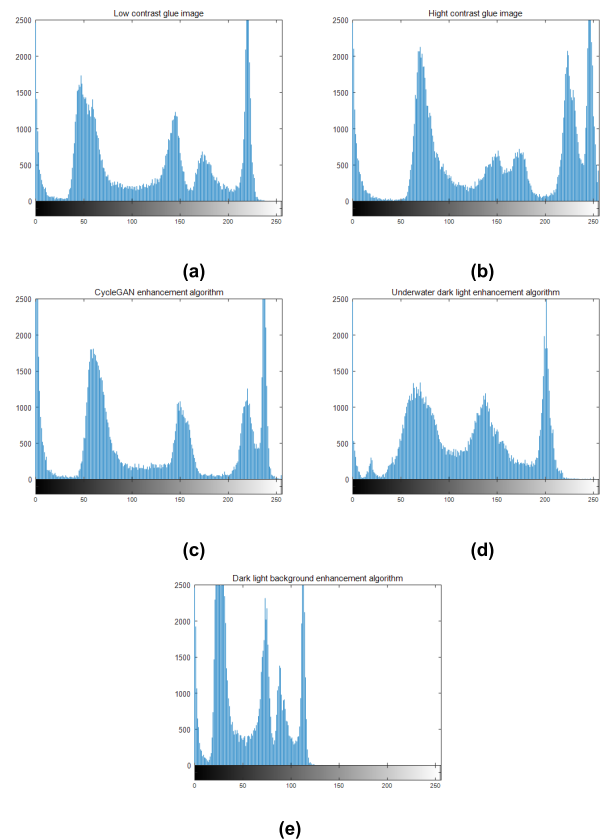 Low contrast glue image
Hight contrast glue image
2500
2000
1500
1000
500
0
0 50 100 150 200 250
2500
2000
1500
1000
500
0
0 50 100 150 200 250
(a)
(b)
CycleGAN enhancement algorithm
Underwater dark light enhancement algorithm
2500
2000
1500
1000
500
0
0 50 100 150 200 250
2500
2000
1500
1000
500
0
0 50 100 150 200 250
(c)
(d)
Dark light background enhancement algorithm
2500
2000
1500
1000
500
0
0 50 100 150 200 250
(e)